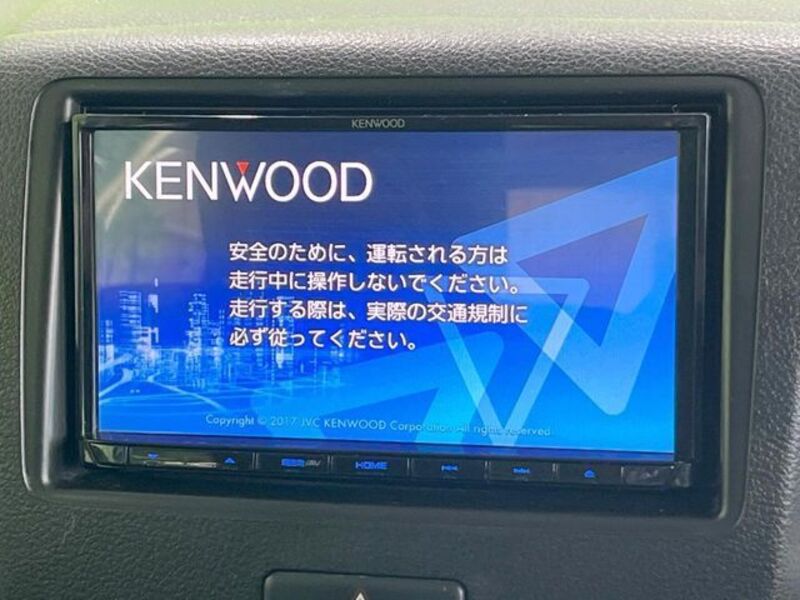 KENWOOD
KENWOOD
安全のために、運転される方は
走行中に操作しないでください。
走行する際は、実際の交通規制に
必ず従ってください。
Copyright © 2017 JVC KENWOOD Corporation All rights reserved.
HOME